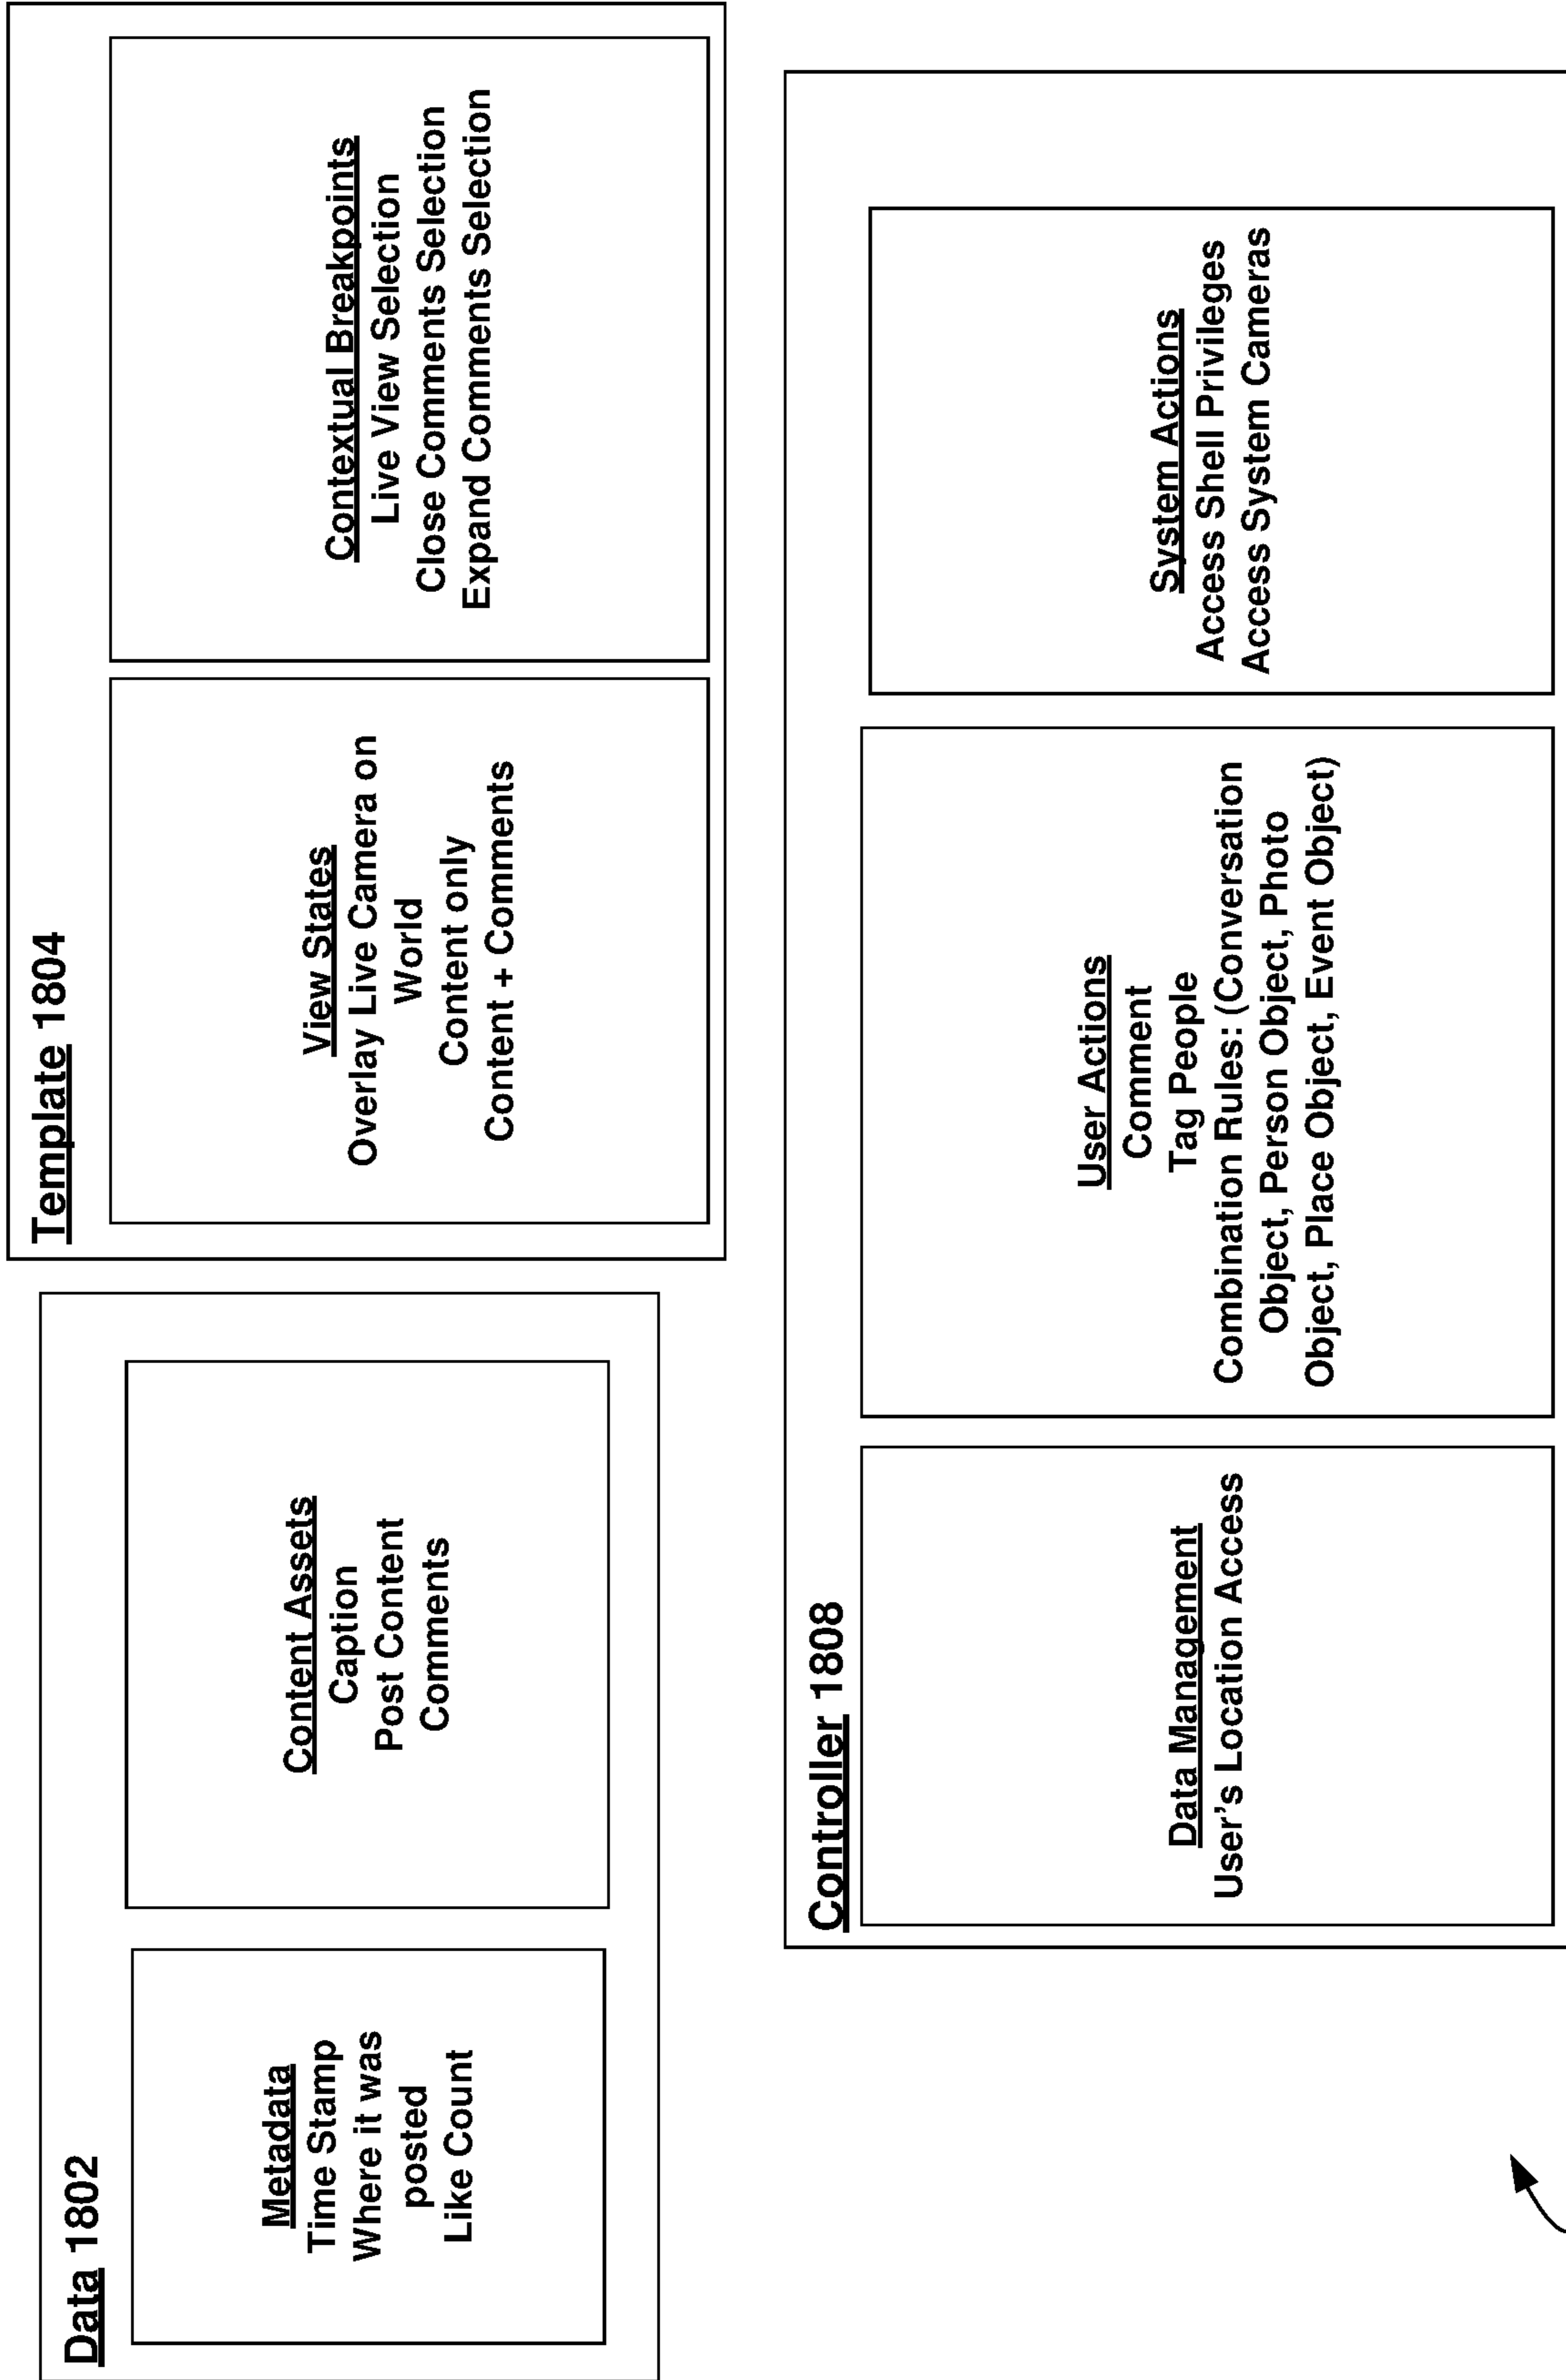 Data 1802
Metadata
Time Stamp
Where it was
posted
Like Count
Content Assets
Caption
Post Content
Comments
Template 1804
View States
Overlay Live Camera on
World
Content only
Content + Comments
Contextual Breakpoints
Live View Selection
Close Comments Selection
Expand Comments Selection
Controller 1808
Data Management
User's Location Access
User Actions
Comment
Tag People
Combination Rules: (Conversation
Object, Person Object, Photo
Object, Place Object, Event Object)
System Actions
Access Shell Privileges
Access System Cameras